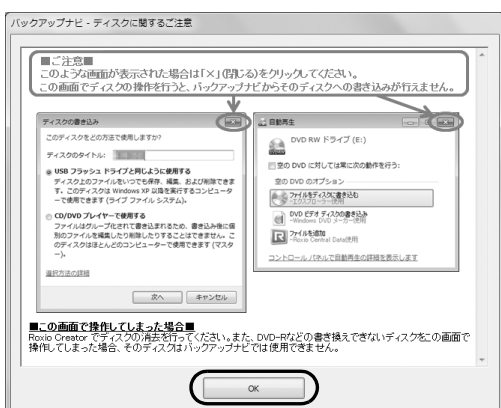 バックアップナビ - ディスクに関するご注意
■ご注意■
このような画面が表示された場合は「×」(閉じる)をクリックしてください。
この画面でディスクの操作を行うと、バックアップナビからそのディスクへの書き込みが行えません。
ディスクの書き込み
このディスクをどの方法で使用しますか?
ディスクのタイトル:
USB フラッシュ ドライブと同じように使用する
ディスク上のファイルをいつでも保存、編集、および削除できま
す。このディスクは Windows XP 以降を実行するコンピュータ
ーで使用できます (ライブ ファイル システム)。
CD/DVD プレイヤーで使用する
ファイルはグループ化されて書き込まれるため、書き込み後に個
別のファイルを編集したり削除したりすることはできません。こ
のディスクはほとんどのコンピューターで使用できます (マスタ
ー)。
選択方法の詳細
次へ
キャンセル
自動再生
DVD RW ドライブ (E:)
空の DVD に対しては常に次の動作を行う:
空の DVD のオプション
ファイルをディスクに書き込む
-エクスプローラー使用
DVD ビデオ ディスクの書き込み
-Windows DVD メーカー使用
ファイルを追加
-Roxio Central Data使用
コントロール パネルで自動再生の詳細を表示します
■この画面で操作してしまった場合■
Roxio Creator でディスクの消去を行ってください。また、DVD-Rなどの書き換えできないディスクをこの画面で
操作してしまった場合、そのディスクはバックアップナビでは使用できません。
OK